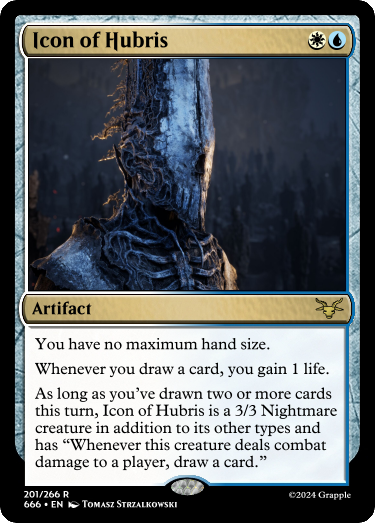 Icon of Hubris
Artifact
You have no maximum hand size.
Whenever you draw a card, you gain 1 life.
As long as you've drawn two or more cards
this turn, Icon of Hubris is a 3/3 Nightmare
creature in addition to its other types and
has “Whenever this creature deals combat
damage to a player, draw a card.”
201/266 R
666 • EN Tomasz Strzalkowski
©2024 Grapple